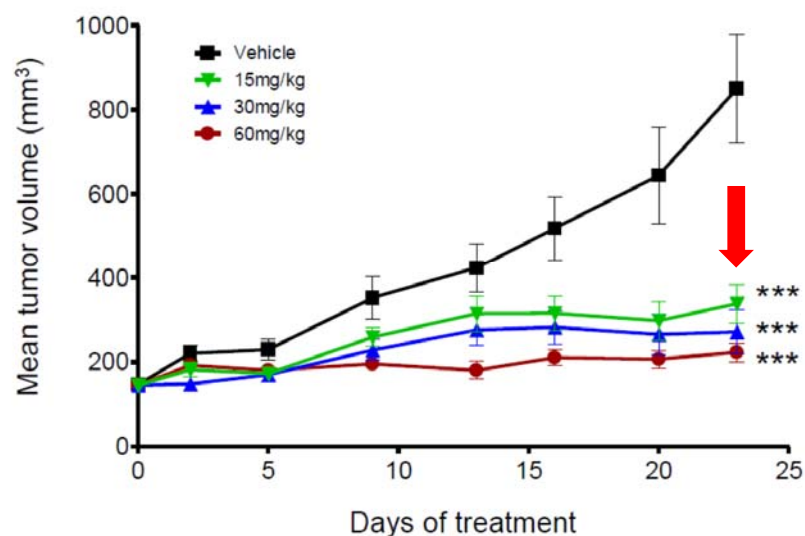 1000
800
600
400
200
0
Mean tumor volume (mm³)
Vehicle
15mg/kg
30mg/kg
60mg/kg
***
***
***
0 5 10 15 20 25
Days of treatment